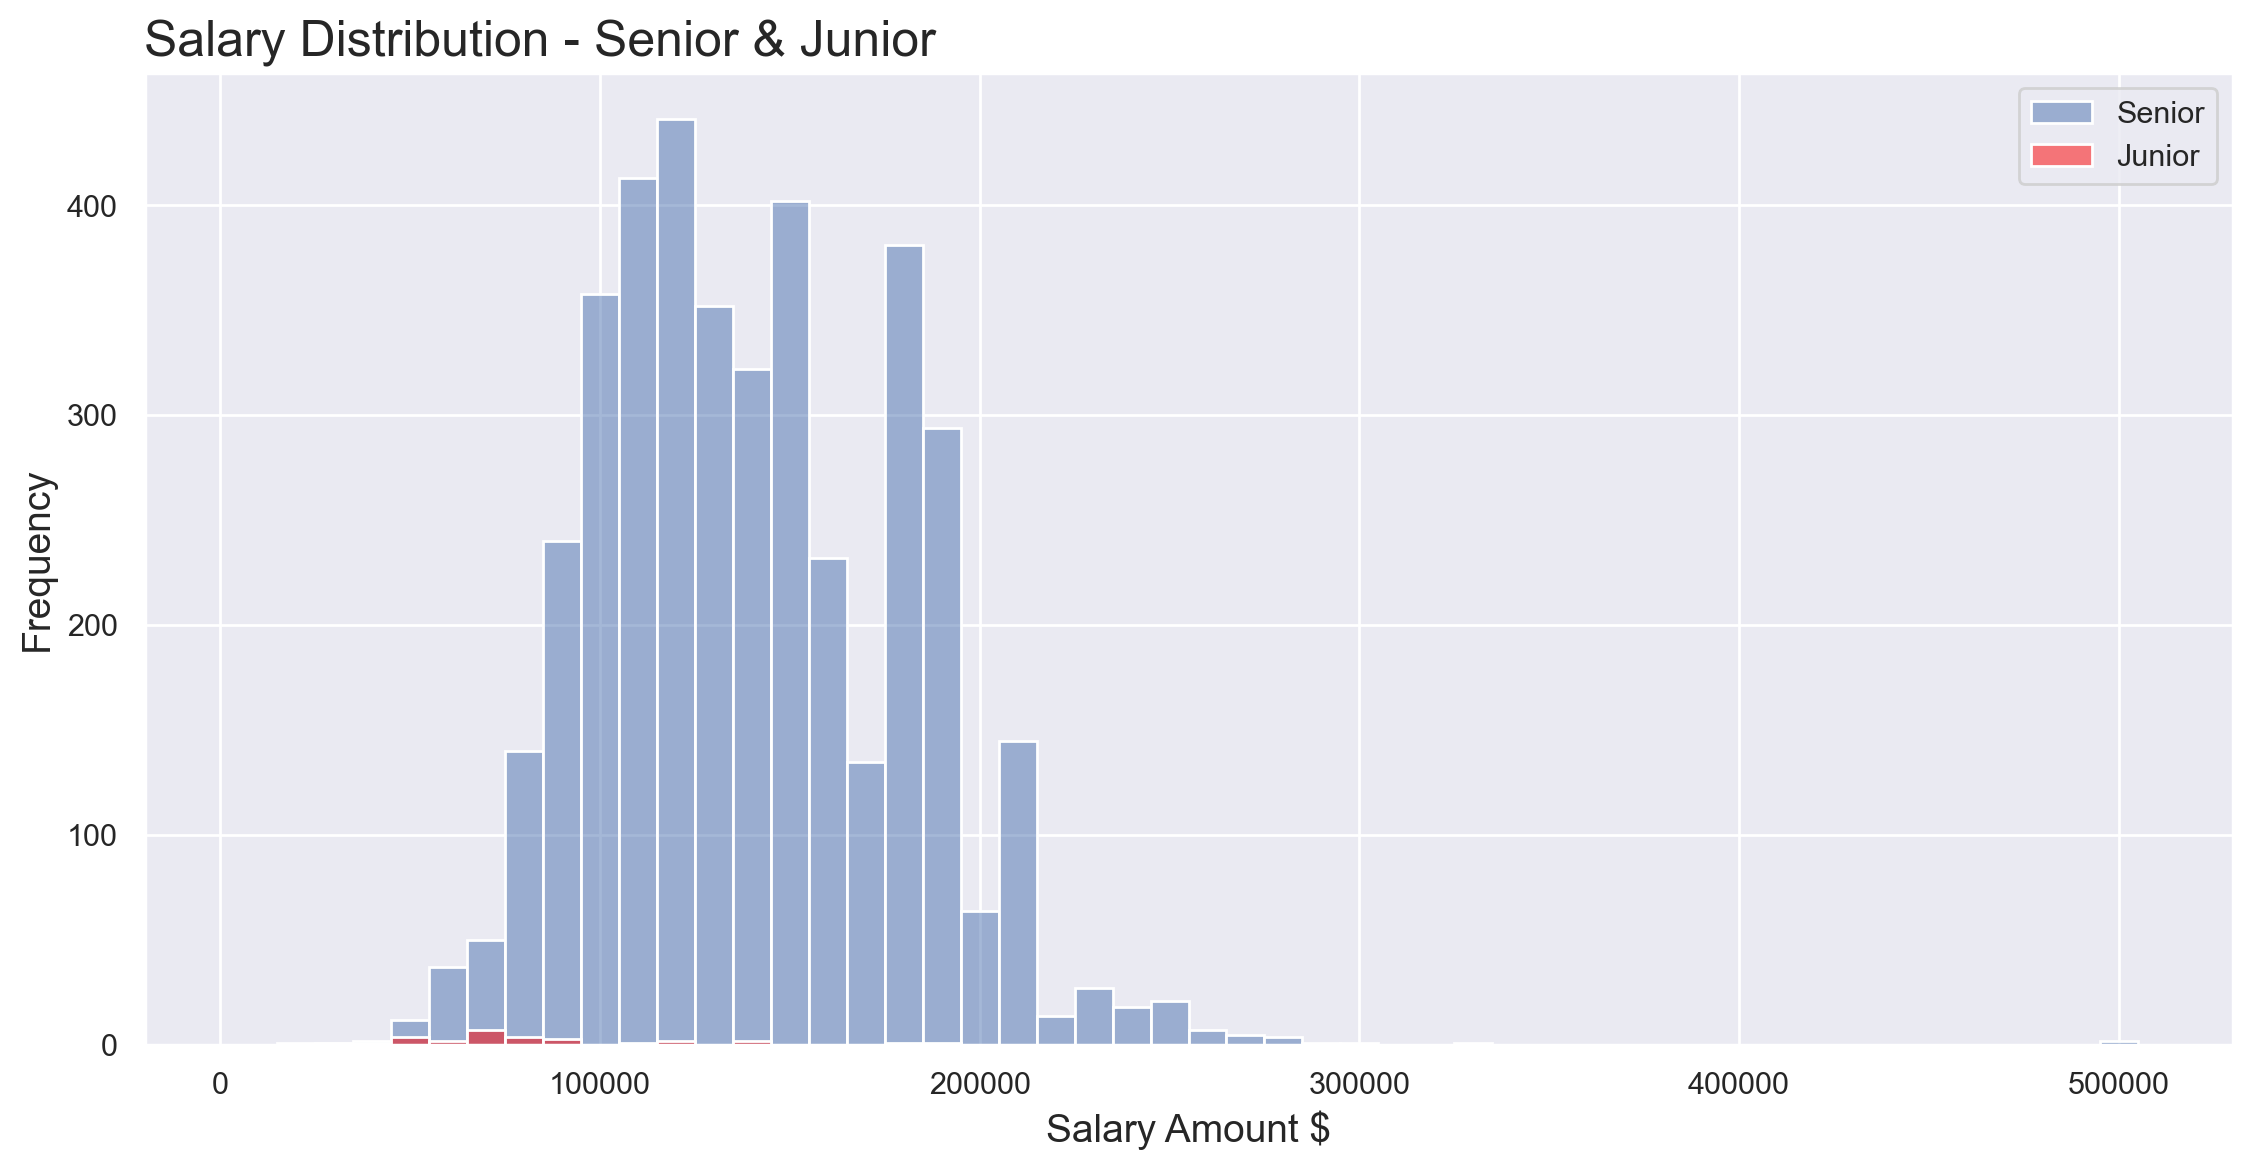 Salary Distribution - Senior & Junior
Senior
Junior
Frequency
400
300
200
100
0
0 100000 200000 300000 400000 500000
Salary Amount $